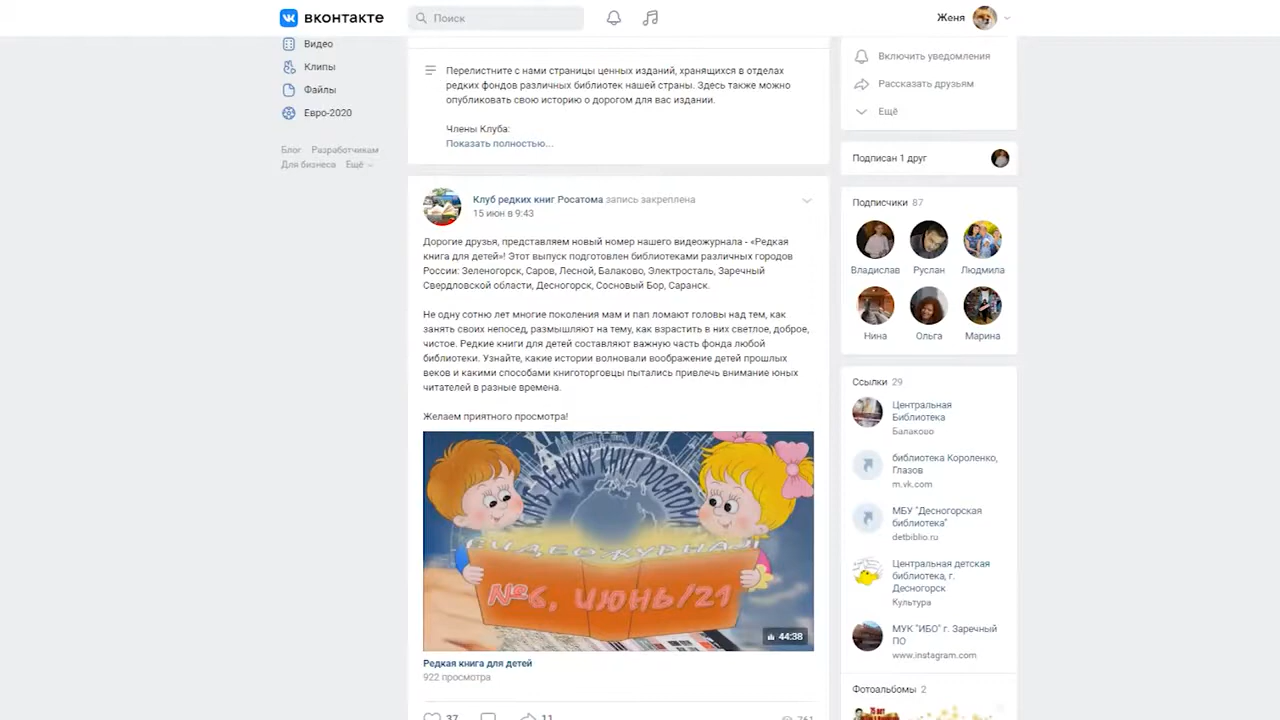 вконтакте
Поиск
Женя
Видео
Клипы
Файлы
Евро-2020
Блог Разработчикам
Для бизнеса Ещё
Перелистните с нами страницы ценных изданий, хранящихся в отделах
редких фондов различных библиотек нашей страны. Здесь также можно
опубликовать свою историю о дорогом для вас издании.
Члены Клуба:
Показать полностью...
Клуб редких книг Росатома запись закреплена
15 июн в 9:43
Дорогие друзья, представляем новый номер нашего видеожурнала - «Редкая
книга для детей»! Этот выпуск подготовлен библиотеками различных городов
России: Зеленогорск, Саров, Лесной, Балаково, Электросталь, Заречный
Свердловской области, Десногорск, Сосновый Бор, Саранск.
Не одну сотню лет многие поколения мам и пап ломают головы над тем, как
занять своих непосед, размышляют на тему, как взрастить в них светлое, доброе,
чистое. Редкие книги для детей составляют важную часть фонда любой
библиотеки. Узнайте, какие истории волновали воображение детей прошлых
веков и какими способами книготорговцы пытались привлечь внимание юных
читателей в разные времена.
Желаем приятного просмотра!
КЛУБ РЕДКИХ КНИГ РОСАТОМА
ВИДЕОЖУРНАЛ
№6, ИЮНЬ/21
44:38
Редкая книга для детей
922 просмотра
37
11
761
Включить уведомления
Рассказать друзьям
Ещё
Подписан 1 друг
Подписчики 87
Владислав Руслан Людмила
Нина Ольга Марина
Ссылки 29
Центральная
Библиотека
Балаково
библиотека Короленко,
Глазов
m.vk.com
МБУ "Десногорская
библиотека"
detbiblio.ru
Центральная детская
библиотека, г.
Десногорск
Культура
МУК "ИБО" г. Заречный
ПО
www.instagram.com
Фотоальбомы 2